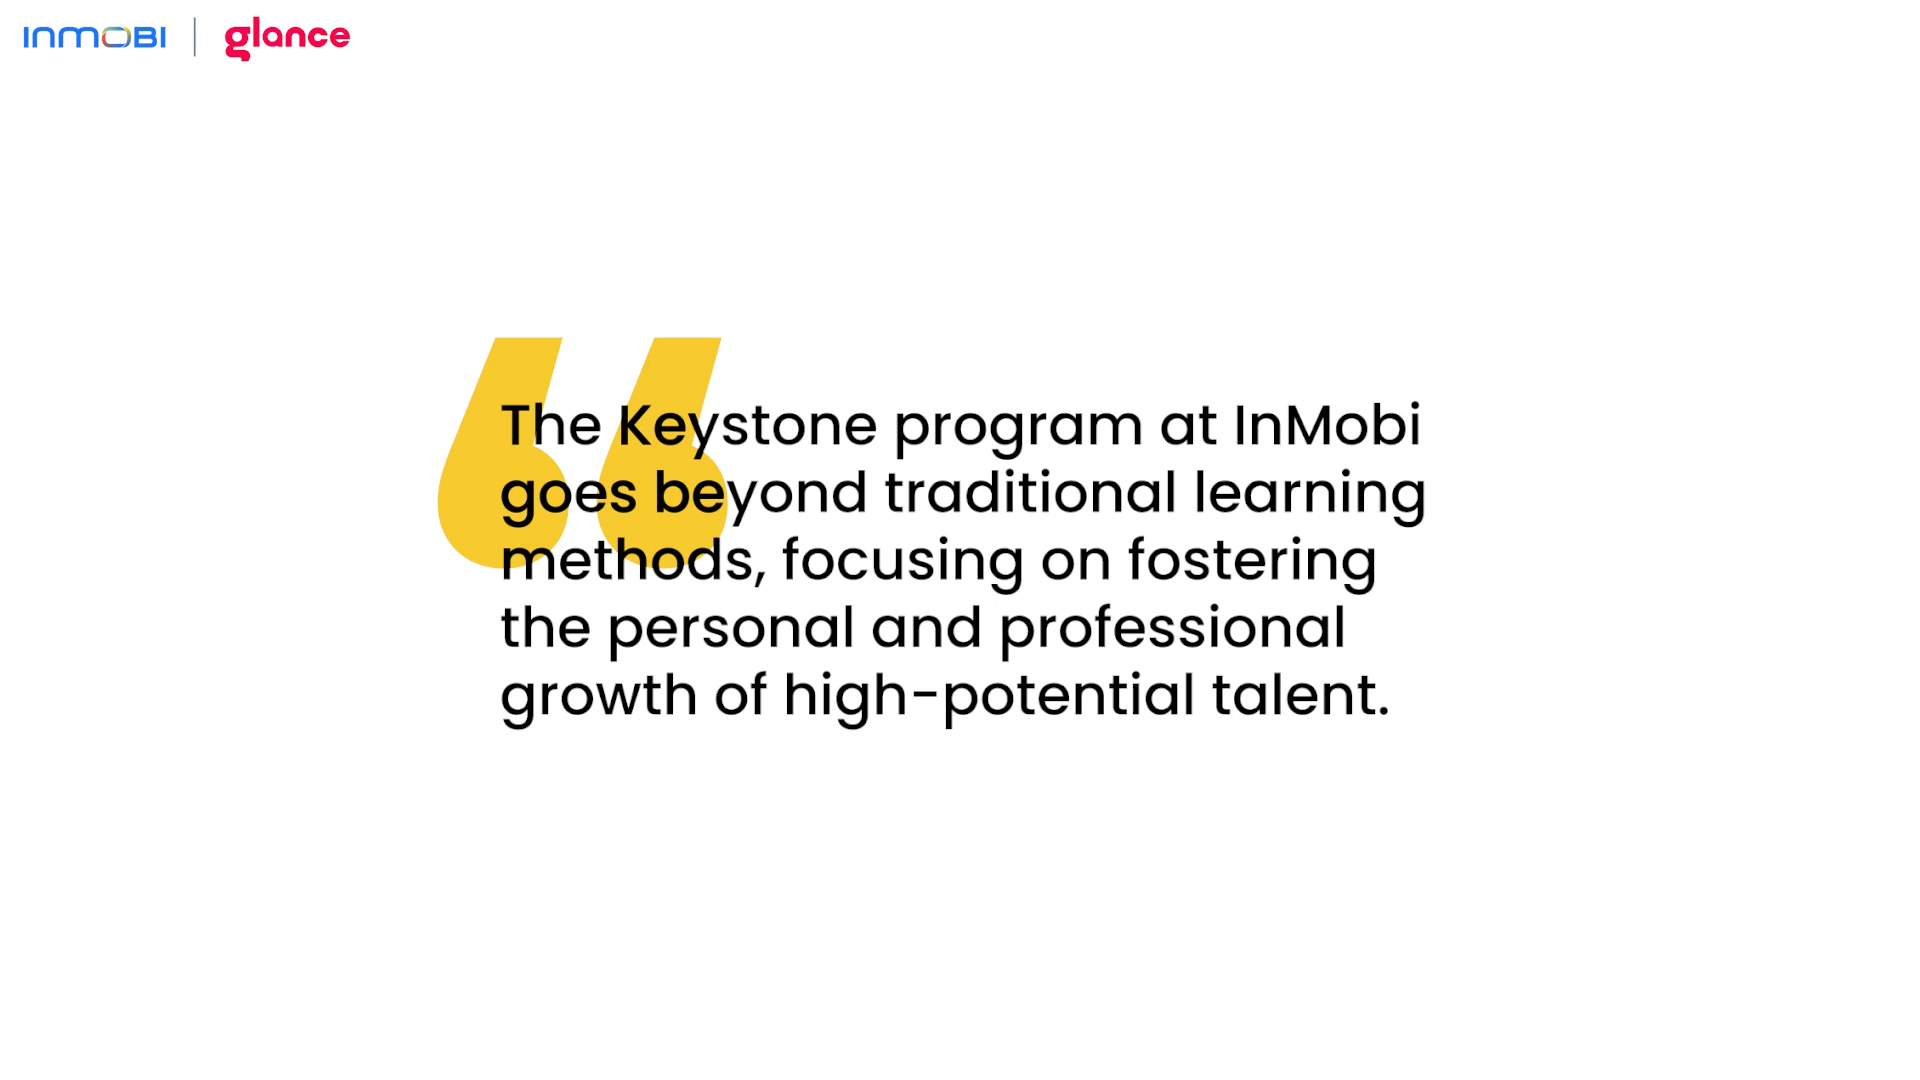 INMOBI | glance
“
The Keystone program at InMobi
goes beyond traditional learning
methods, focusing on fostering
the personal and professional
growth of high-potential talent.